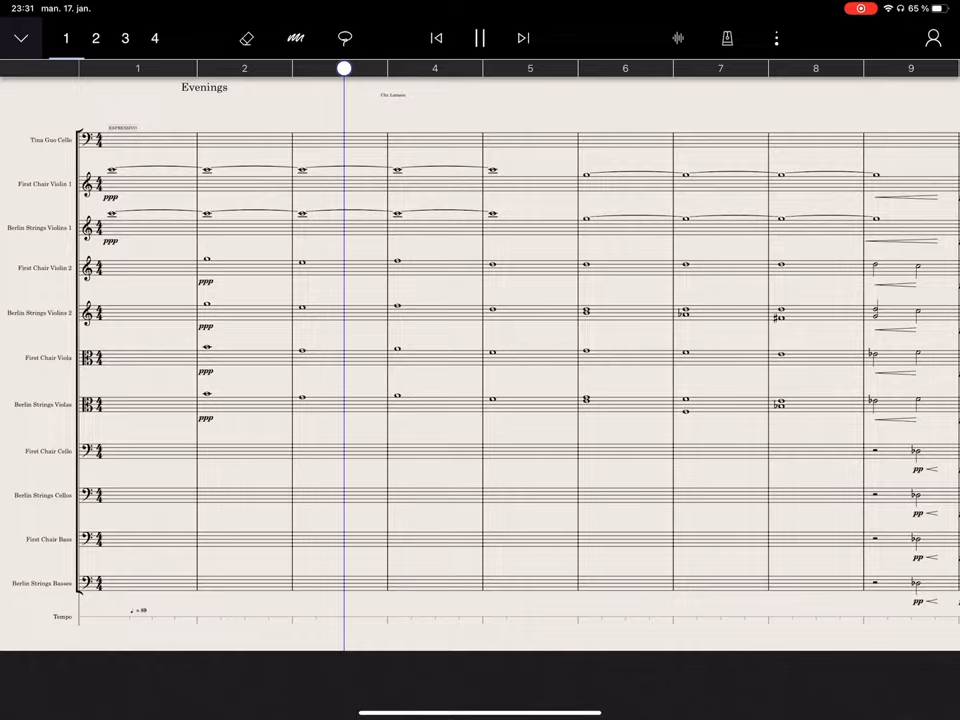 23:31 man. 17. jan. 65 %
1 2 3 4
1 2 4 5 6 7 8 9
Evenings
ESPRESSIVO
Tina Guo Cello
First Chair Violin 1
ppp
Berlin Strings Violins 1
ppp
First Chair Violin 2
ppp
Berlin Strings Violins 2
ppp
First Chair Viola
ppp
Berlin Strings Violas
ppp
First Chair Cello
pp
Berlin Strings Cellos
pp
First Chair Bass
pp
Berlin Strings Basses
pp
Tempo